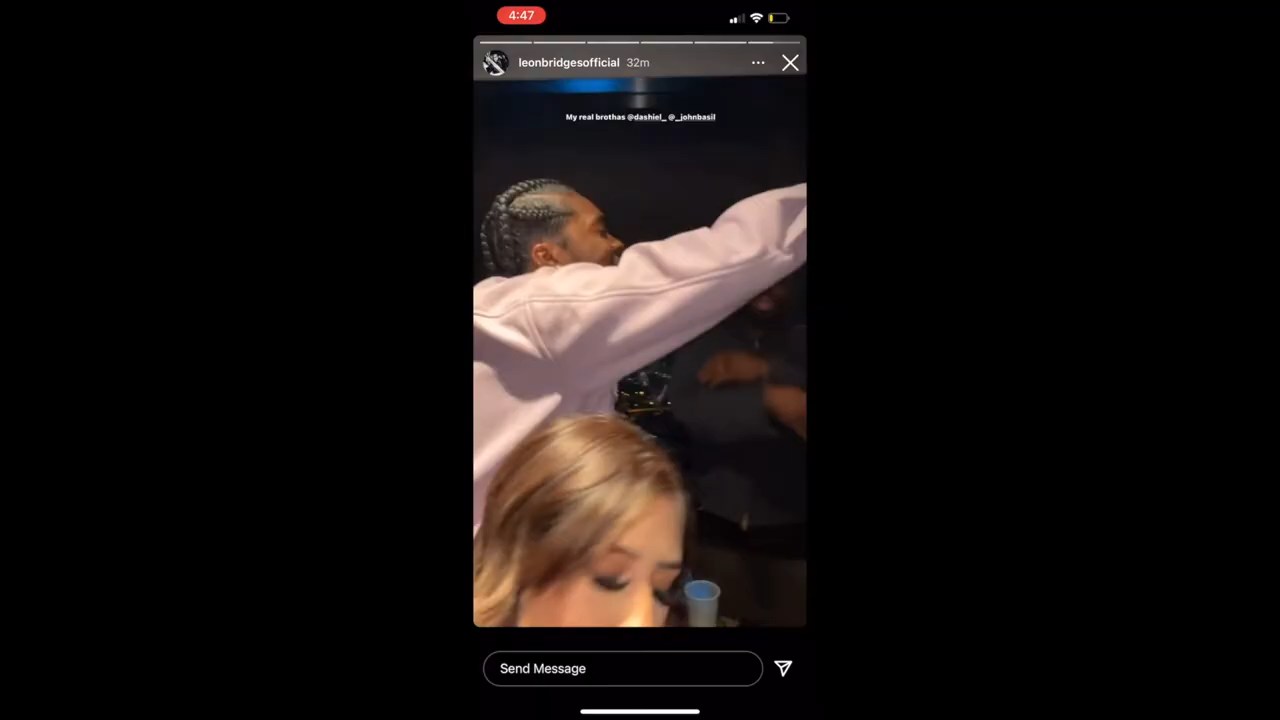 4:47
leonbridgesofficial 32m
My real brothas @dashiel_ @_johnbasil
Send Message